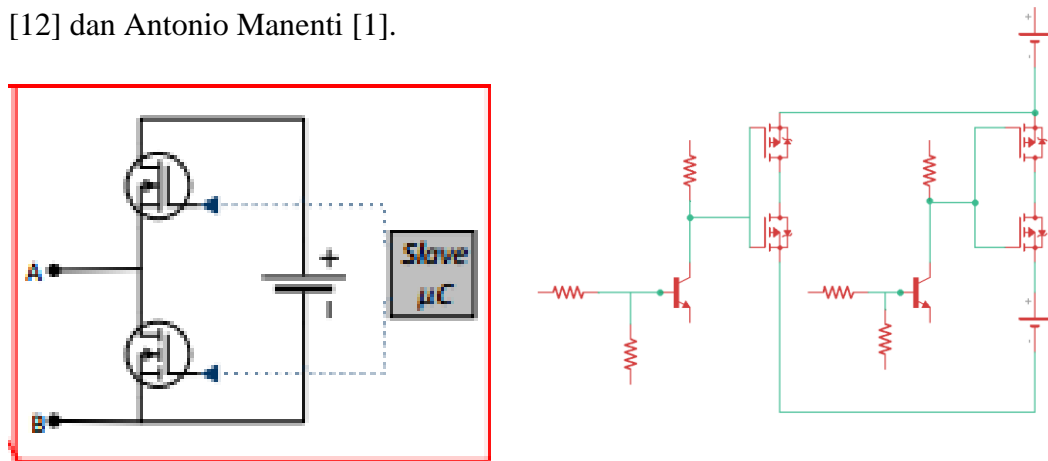 [12] dan Antonio Manenti [1].
+
Slave
μC
A
B
+
-
+
-